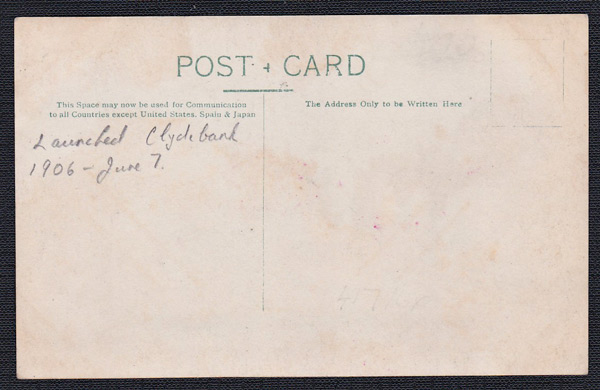 POST CARD
This Space may now be used for Communication
to all Countries except United States, Spain & Japan
The Address Only to be Written Here
Launched Clydebank
1906 - June 7.